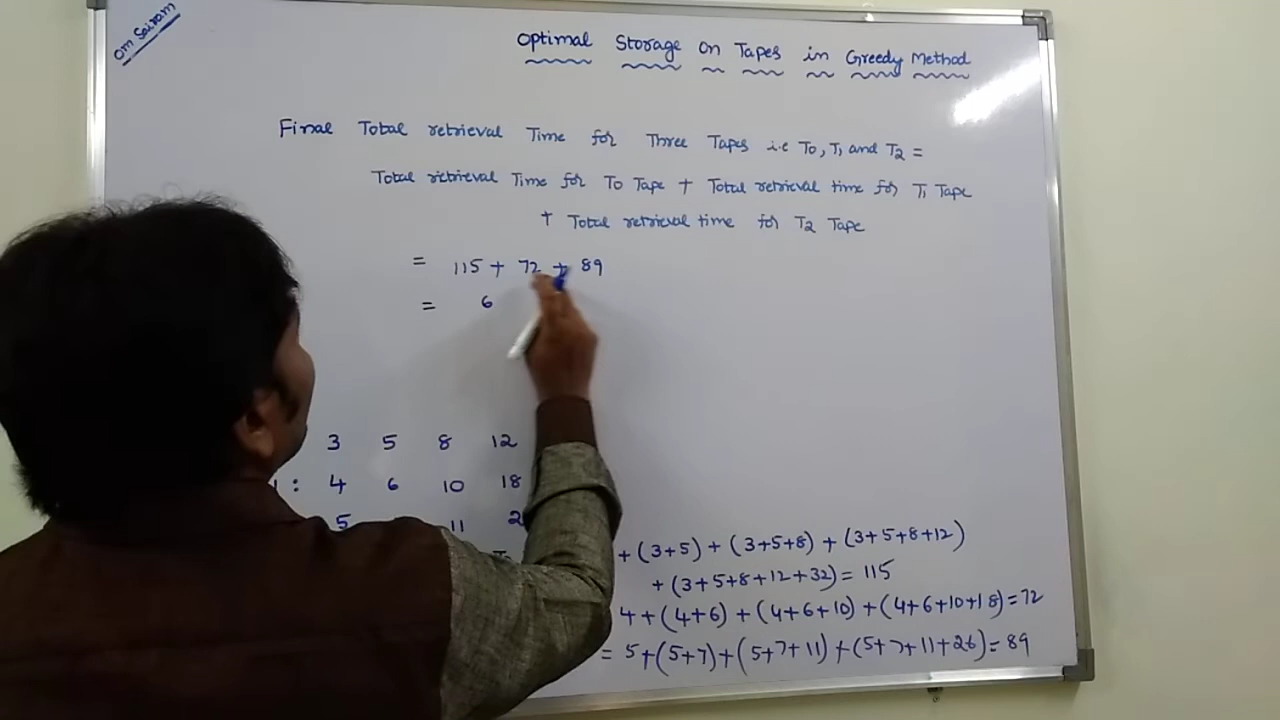 Om Sairam
Optimal Storage On Tapes in Greedy Method
Final Total retrieval Time for Three Tapes i.e T0, T1 and T2 =
Total retrieval Time for T0 Tape + Total retrieval time for T1 Tape
+ Total retrieval time for T2 Tape
= 115 + 72 + 89
= 6
3 5 8 12
: 4 6 10 18
5 11 2
+ (3+5) + (3+5+8) + (3+5+8+12)
+ (3+5+8+12+32) = 115
4 + (4+6) + (4+6+10) + (4+6+10+18) = 72
= 5 + (5+7) + (5+7+11) + (5+7+11+26) = 89